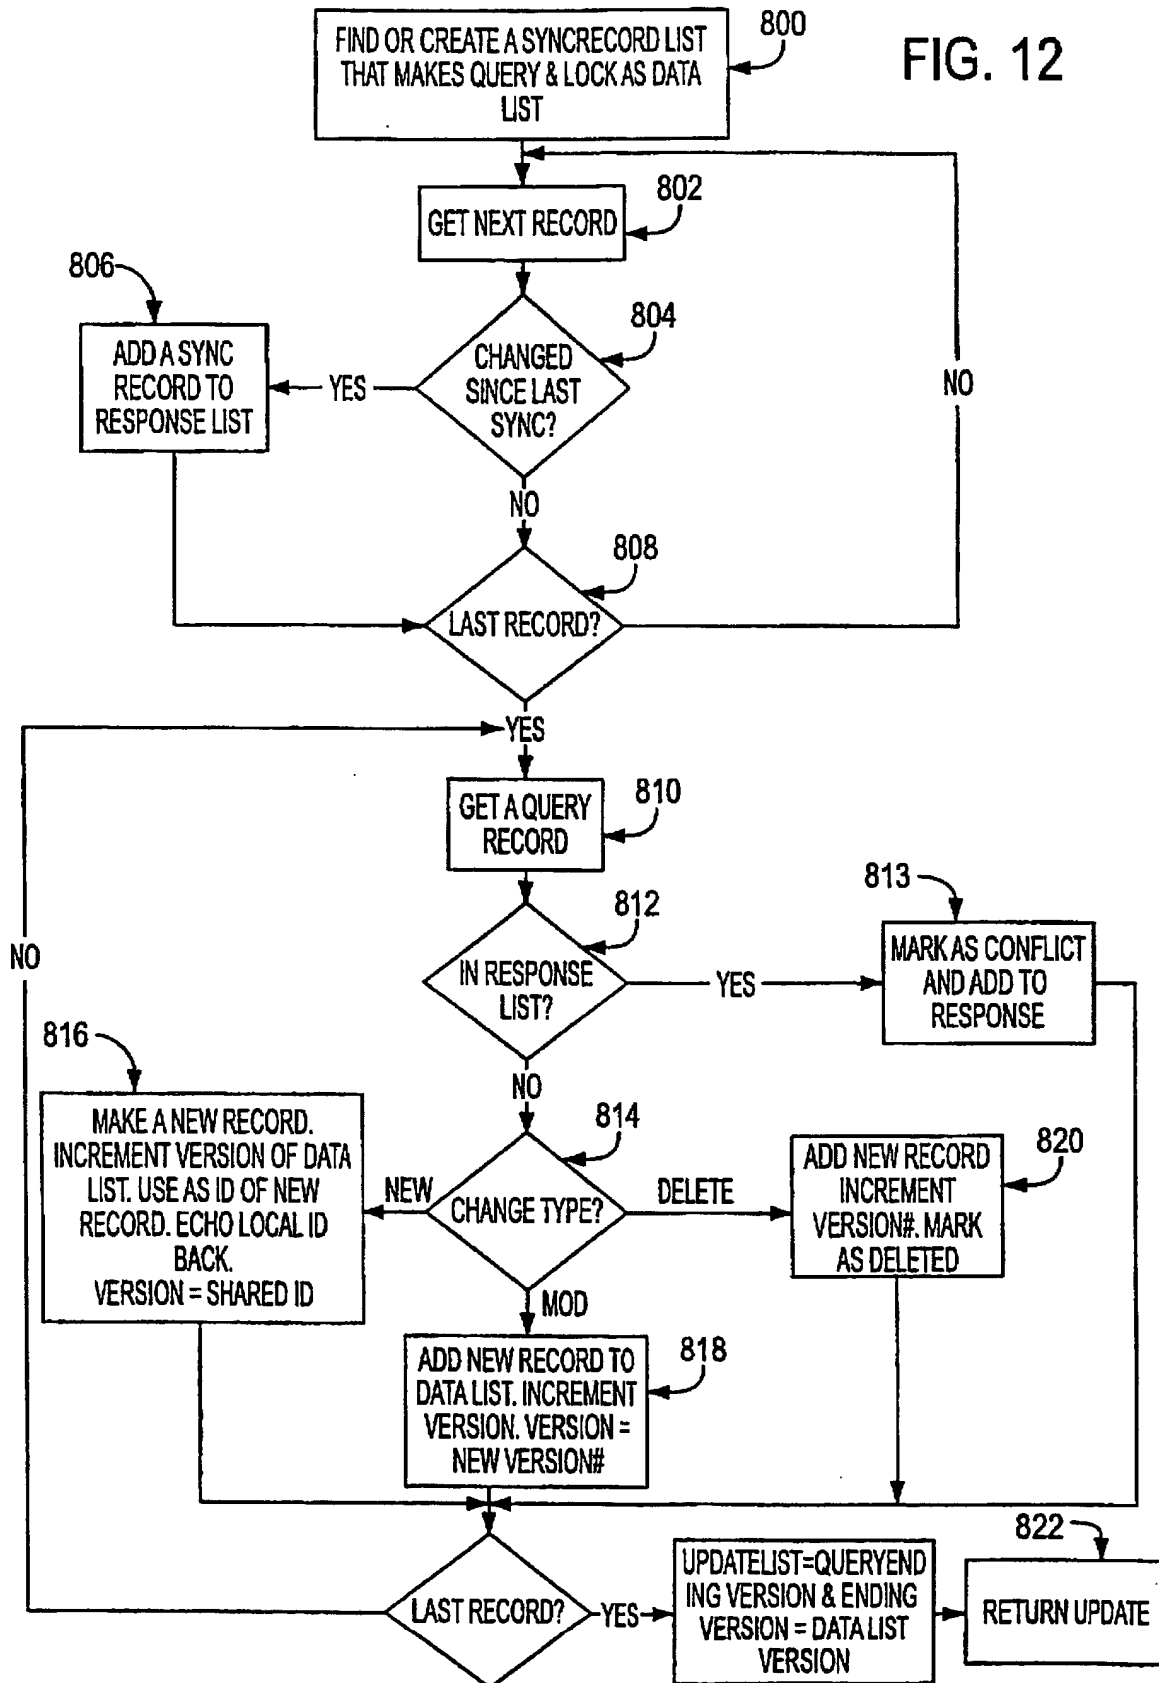 800
FIG. 12
FIND OR CREATE A SYNCRECORD LIST
THAT MAKES QUERY & LOCK AS DATA
LIST
802
GET NEXT RECORD
806
804
ADD A SYNC
RECORD TO
RESPONSE LIST
YES
CHANGED
SINCE LAST
SYNC?
NO
NO
808
LAST RECORD?
YES
810
GET A QUERY
RECORD
813
812
NO
IN RESPONSE
LIST?
YES
MARK AS CONFLICT
AND ADD TO
RESPONSE
816
NO
814
820
MAKE A NEW RECORD.
INCREMENT VERSION OF DATA
LIST. USE AS ID OF NEW
RECORD. ECHO LOCAL ID
BACK.
VERSION = SHARED ID
NEW
CHANGE TYPE?
DELETE
ADD NEW RECORD
INCREMENT
VERSION#. MARK
AS DELETED
MOD
818
ADD NEW RECORD TO
DATA LIST. INCREMENT
VERSION. VERSION =
NEW VERSION#
822
LAST RECORD?
YES
UPDATELIST=QUERYEND
ING VERSION & ENDING
VERSION = DATA LIST
VERSION
RETURN UPDATE